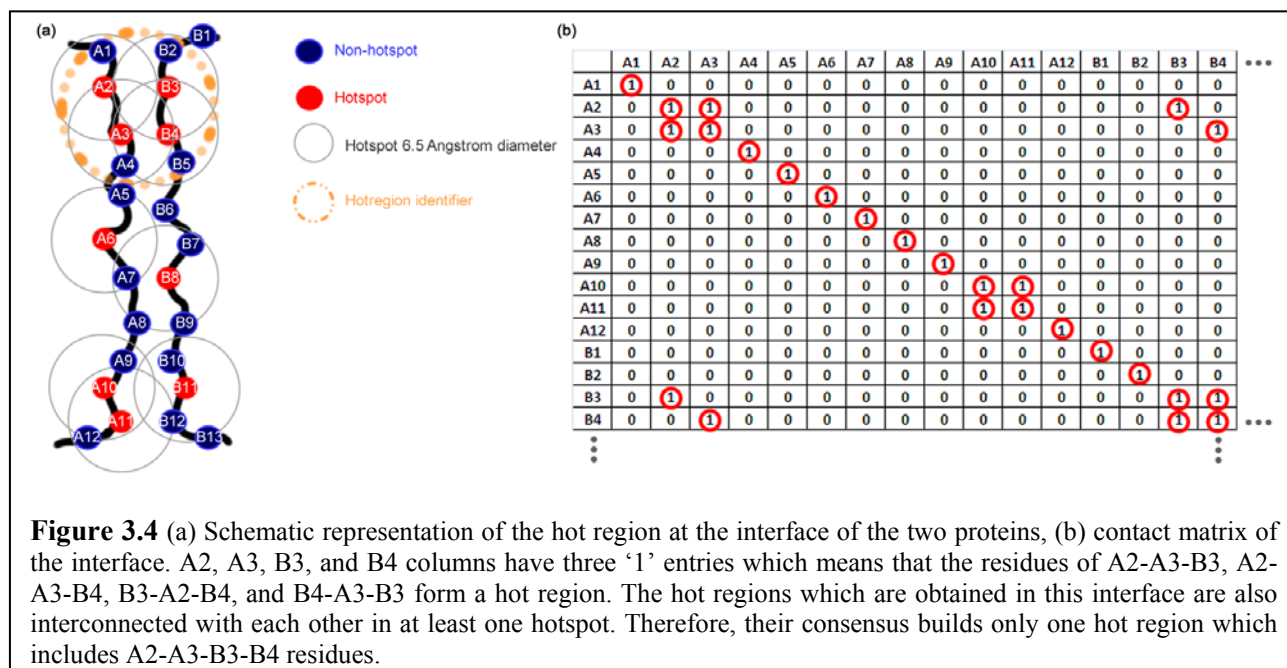 (a)
B1
A1 B2
A2 B3
A3 B4
A4 B5
A5
B6
A6 B7
A7 B8
A8 B9
A9 B10
A10 B11
A11 B12
A12 B13
Non-hotspot
Hotspot
Hotspot 6.5 Angstrom diameter
Hotregion identifier
(b)
A1 A2 A3 A4 A5 A6 A7 A8 A9 A10 A11 A12 B1 B2 B3 B4 •••
A1 1 0 0 0 0 0 0 0 0 0 0 0 0 0 0 0
A2 0 1 1 0 0 0 0 0 0 0 0 0 0 0 1 0
A3 0 1 1 0 0 0 0 0 0 0 0 0 0 0 0 1
A4 0 0 0 1 0 0 0 0 0 0 0 0 0 0 0 0
A5 0 0 0 0 1 0 0 0 0 0 0 0 0 0 0 0
A6 0 0 0 0 0 1 0 0 0 0 0 0 0 0 0 0
A7 0 0 0 0 0 0 1 0 0 0 0 0 0 0 0 0
A8 0 0 0 0 0 0 0 1 0 0 0 0 0 0 0 0
A9 0 0 0 0 0 0 0 0 1 0 0 0 0 0 0 0
A10 0 0 0 0 0 0 0 0 0 1 1 0 0 0 0 0
A11 0 0 0 0 0 0 0 0 0 1 1 0 0 0 0 0
A12 0 0 0 0 0 0 0 0 0 0 0 1 0 0 0 0
B1 0 0 0 0 0 0 0 0 0 0 0 0 1 0 0 0
B2 0 0 0 0 0 0 0 0 0 0 0 0 0 1 0 0
B3 0 1 0 0 0 0 0 0 0 0 0 0 0 0 1 1
B4 0 0 1 0 0 0 0 0 0 0 0 0 0 0 1 1 •••
Figure 3.4 (a) Schematic representation of the hot region at the interface of the two proteins, (b) contact matrix of
the interface. A2, A3, B3, and B4 columns have three ‘1’ entries which means that the residues of A2-A3-B3, A2-
A3-B4, B3-A2-B4, and B4-A3-B3 form a hot region. The hot regions which are obtained in this interface are also
interconnected with each other in at least one hotspot. Therefore, their consensus builds only one hot region which
includes A2-A3-B3-B4 residues.